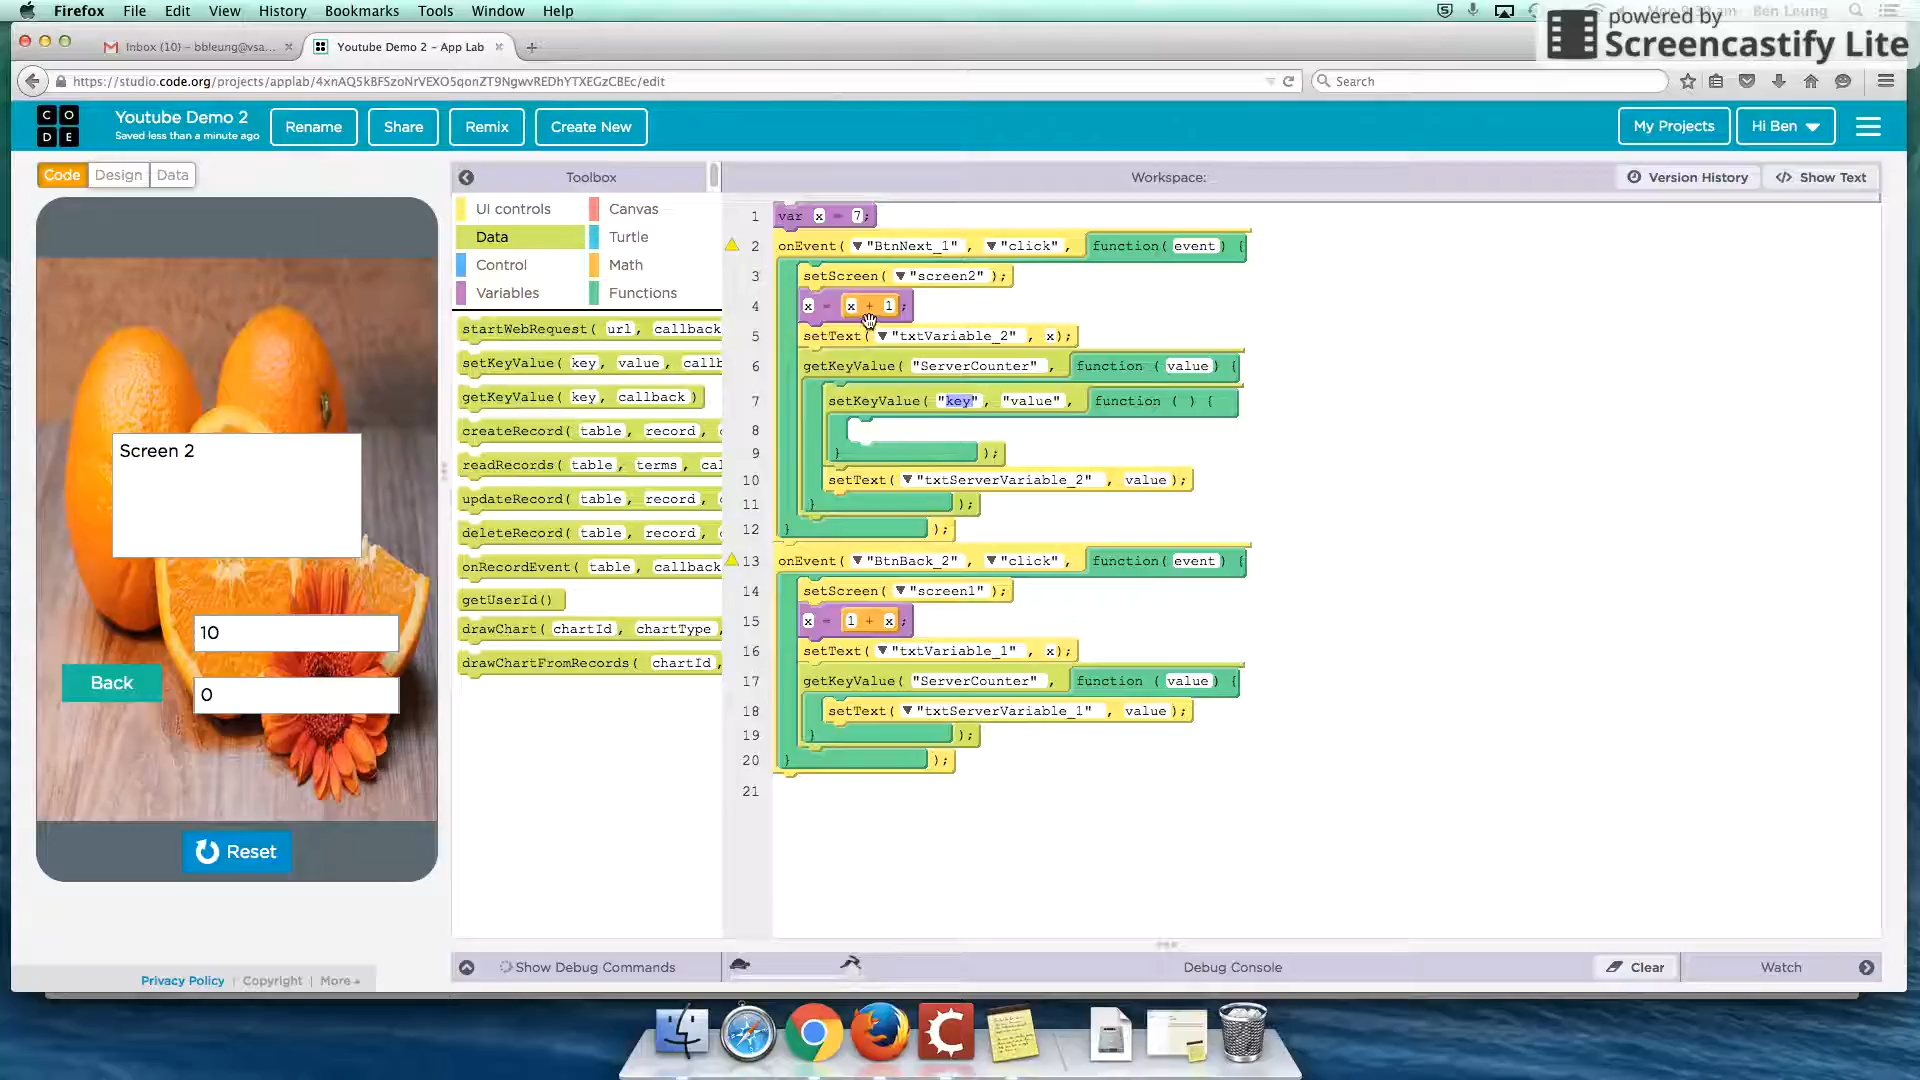 Firefox File Edit View History Bookmarks Tools Window Help
Ben Leung
powered by
Screencastify Lite
Inbox (10) – bbleung@vsa...
Youtube Demo 2 – App Lab
https://studio.code.org/projects/applab/4xnAQ5kBFSzoNrVEXO5qonZT9NgwvREDhYTXEGzCBEc/edit
Search
C O
D E
Youtube Demo 2
Saved less than a minute ago
Rename
Share
Remix
Create New
My Projects
Hi Ben
Code Design Data
Toolbox
Workspace:
Version History
</> Show Text
UI controls Canvas
Data Turtle
Control Math
Variables Functions
startWebRequest( url, callback
setKeyValue( key, value, callb
getKeyValue( key, callback )
createRecord( table, record, c
readRecords( table, terms, cal
updateRecord( table, record, c
deleteRecord( table, record, c
onRecordEvent( table, callback
getUserId()
drawChart( chartId, chartType,
drawChartFromRecords( chartId,
1 var x = 7;
2 onEvent( "BtnNext_1", "click", function( event) {
3 setScreen( "screen2" );
4 x = x + 1;
5 setText( "txtVariable_2", x);
6 getKeyValue( "ServerCounter", function (value) {
7 setKeyValue( "key", "value", function ( ) {
8
9 } );
10 setText( "txtServerVariable_2", value);
11 } );
12 } );
13 onEvent( "BtnBack_2", "click", function( event) {
14 setScreen( "screen1" );
15 x = 1 + x;
16 setText( "txtVariable_1", x);
17 getKeyValue( "ServerCounter", function (value) {
18 setText( "txtServerVariable_1", value);
19 } );
20 } );
21
Screen 2
10
Back
0
Reset
Privacy Policy | Copyright | More
Show Debug Commands
Debug Console
Clear
Watch